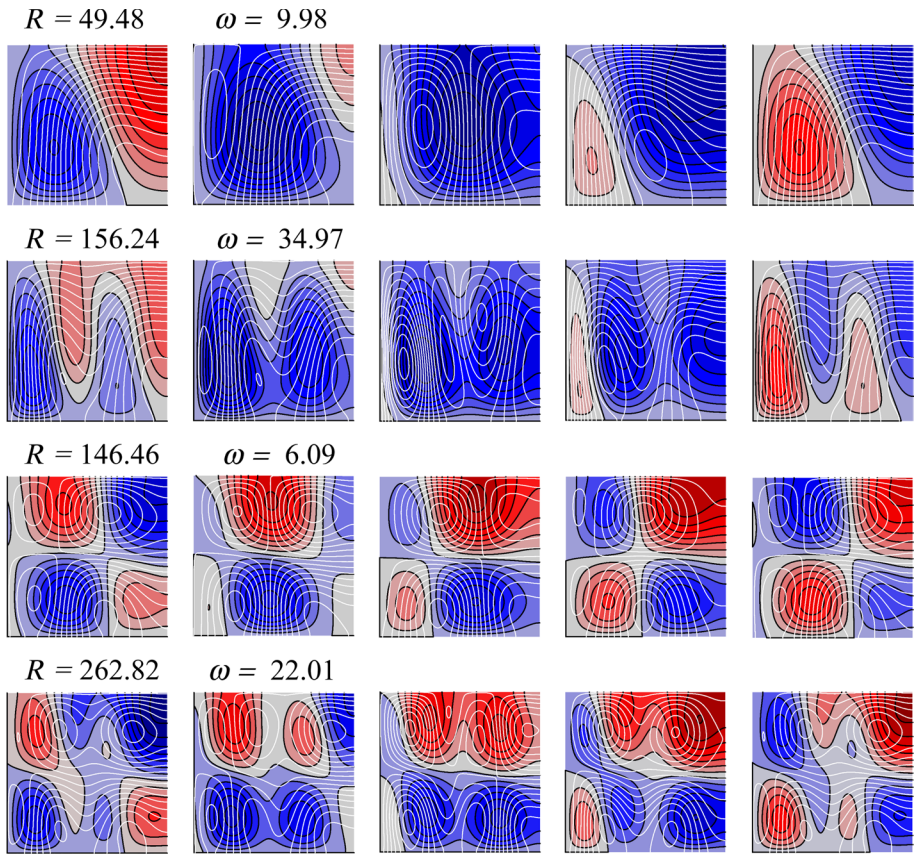 R = 49.48 ω = 9.98
R = 156.24 ω = 34.97
R = 146.46 ω = 6.09
R = 262.82 ω = 22.01